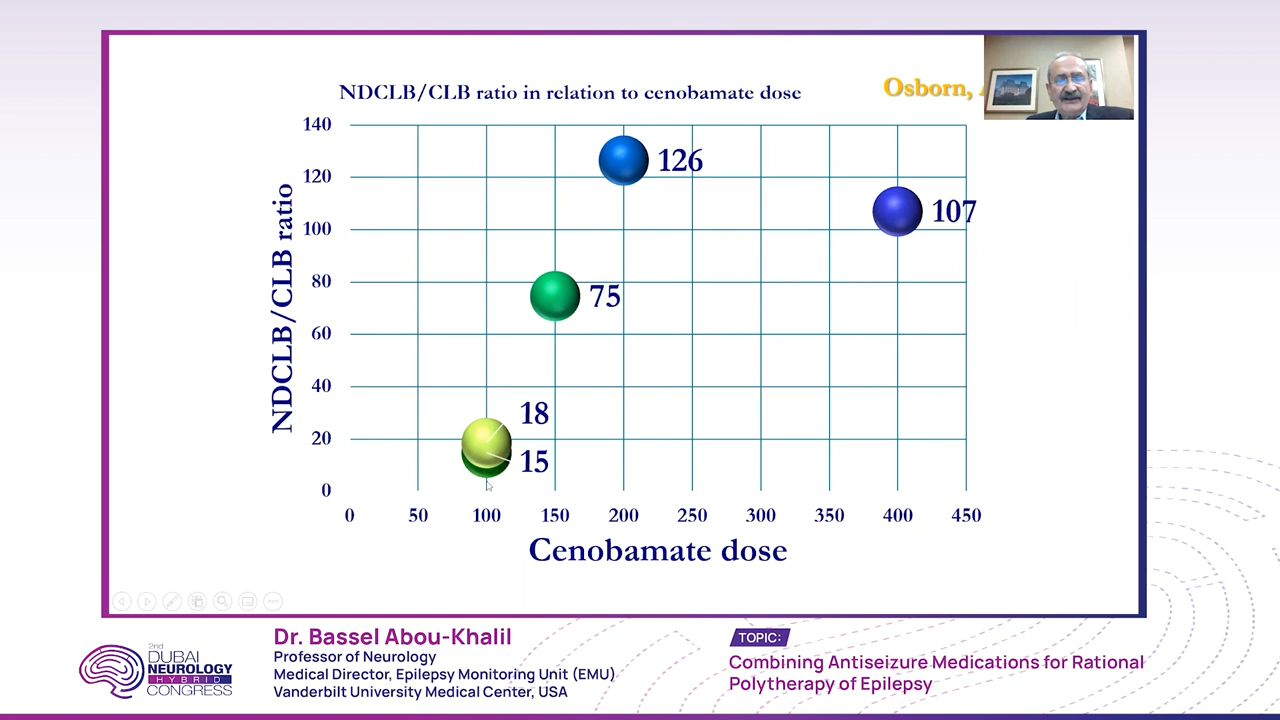 NDCLB/CLB ratio in relation to cenobamate dose
Osborn,
NDCLB/CLB ratio
140
120
100
80
60
40
20
0
126
107
75
18
15
0 50 100 150 200 250 300 350 400 450
Cenobamate dose
2nd
DUBAI
NEUROLOGY
HYBRID
CONGRESS
Dr. Bassel Abou-Khalil
Professor of Neurology
Medical Director, Epilepsy Monitoring Unit (EMU)
Vanderbilt University Medical Center, USA
TOPIC:
Combining Antiseizure Medications for Rational
Polytherapy of Epilepsy